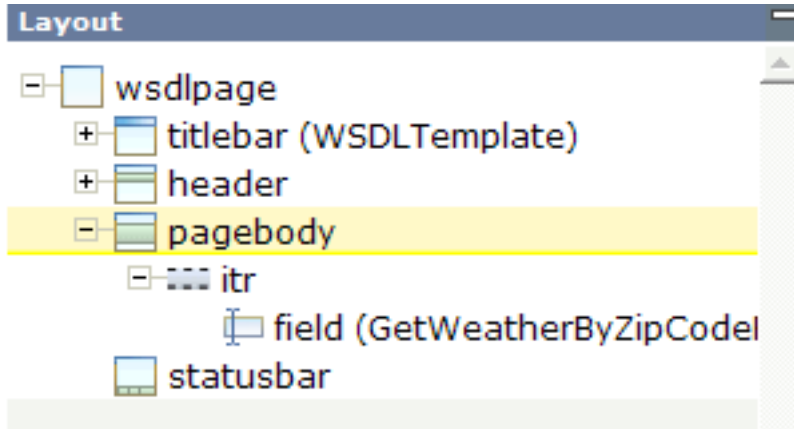 Layout
wsdlpage
titlebar (WSDLTemplate)
header
pagebody
itr
field (GetWeatherByZipCode
statusbar